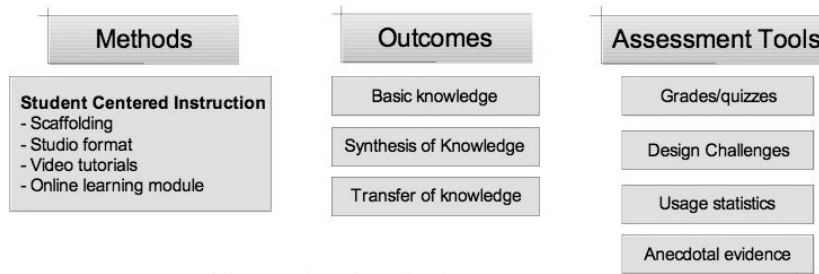 Methods
Student Centered Instruction
- Scaffolding
- Studio format
- Video tutorials
- Online learning module
Outcomes
Basic knowledge
Synthesis of Knowledge
Transfer of knowledge
Assessment Tools
Grades/quizzes
Design Challenges
Usage statistics
Anecdotal evidence